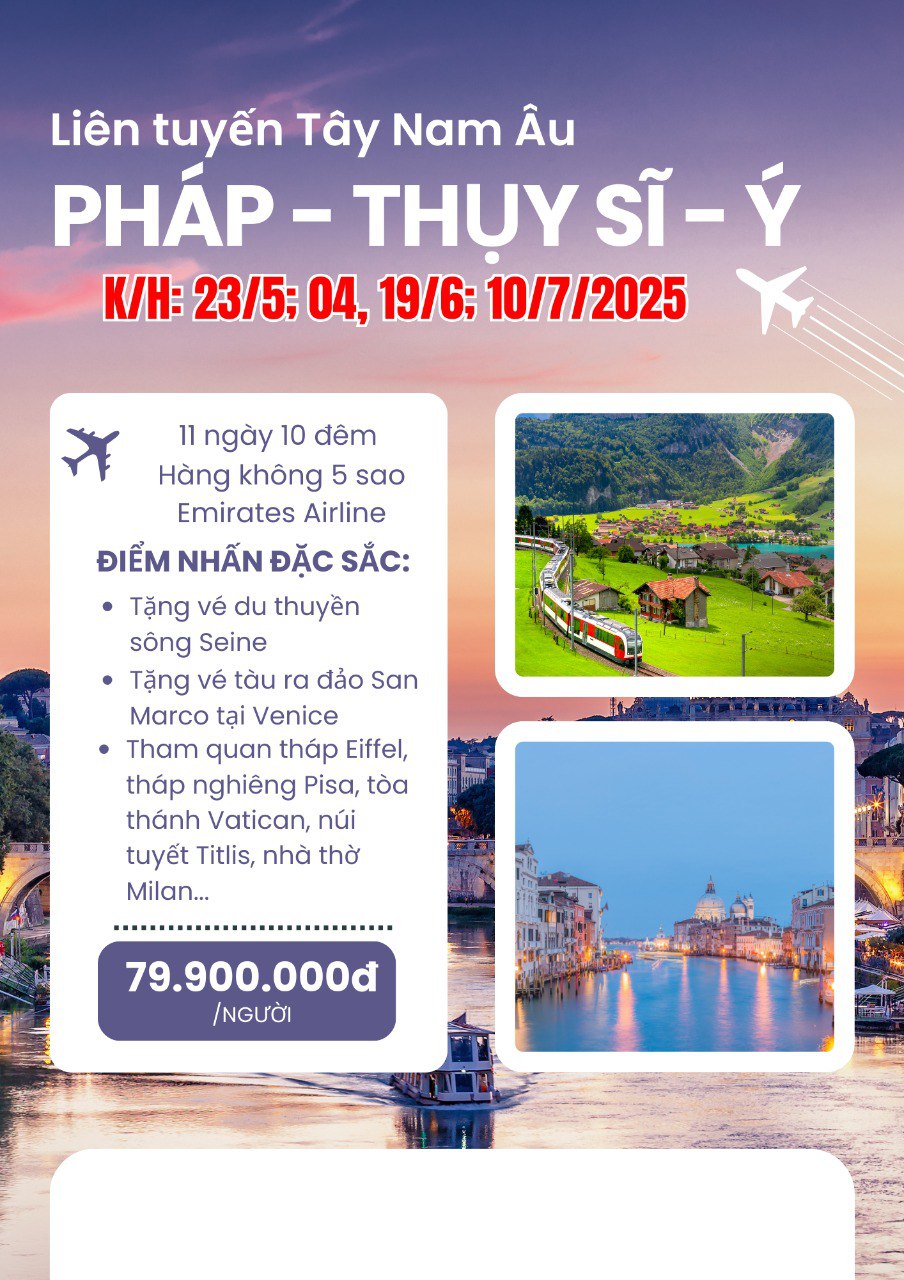 Liên tuyến Tây Nam Âu
PHÁP - THỤY SĨ - Ý
K/H: 23/5; 04, 19/6; 10/7/2025
11 ngày 10 đêm
Hàng không 5 sao
Emirates Airline
ĐIỂM NHẤN ĐẶC SẮC:
• Tặng vé du thuyền
sông Seine
• Tặng vé tàu ra đảo San
Marco tại Venice
• Tham quan tháp Eiffel,
tháp nghiêng Pisa, tòa
thánh Vatican, núi
tuyết Titlis, nhà thờ
Milan...
79.900.000đ
/NGƯỜI